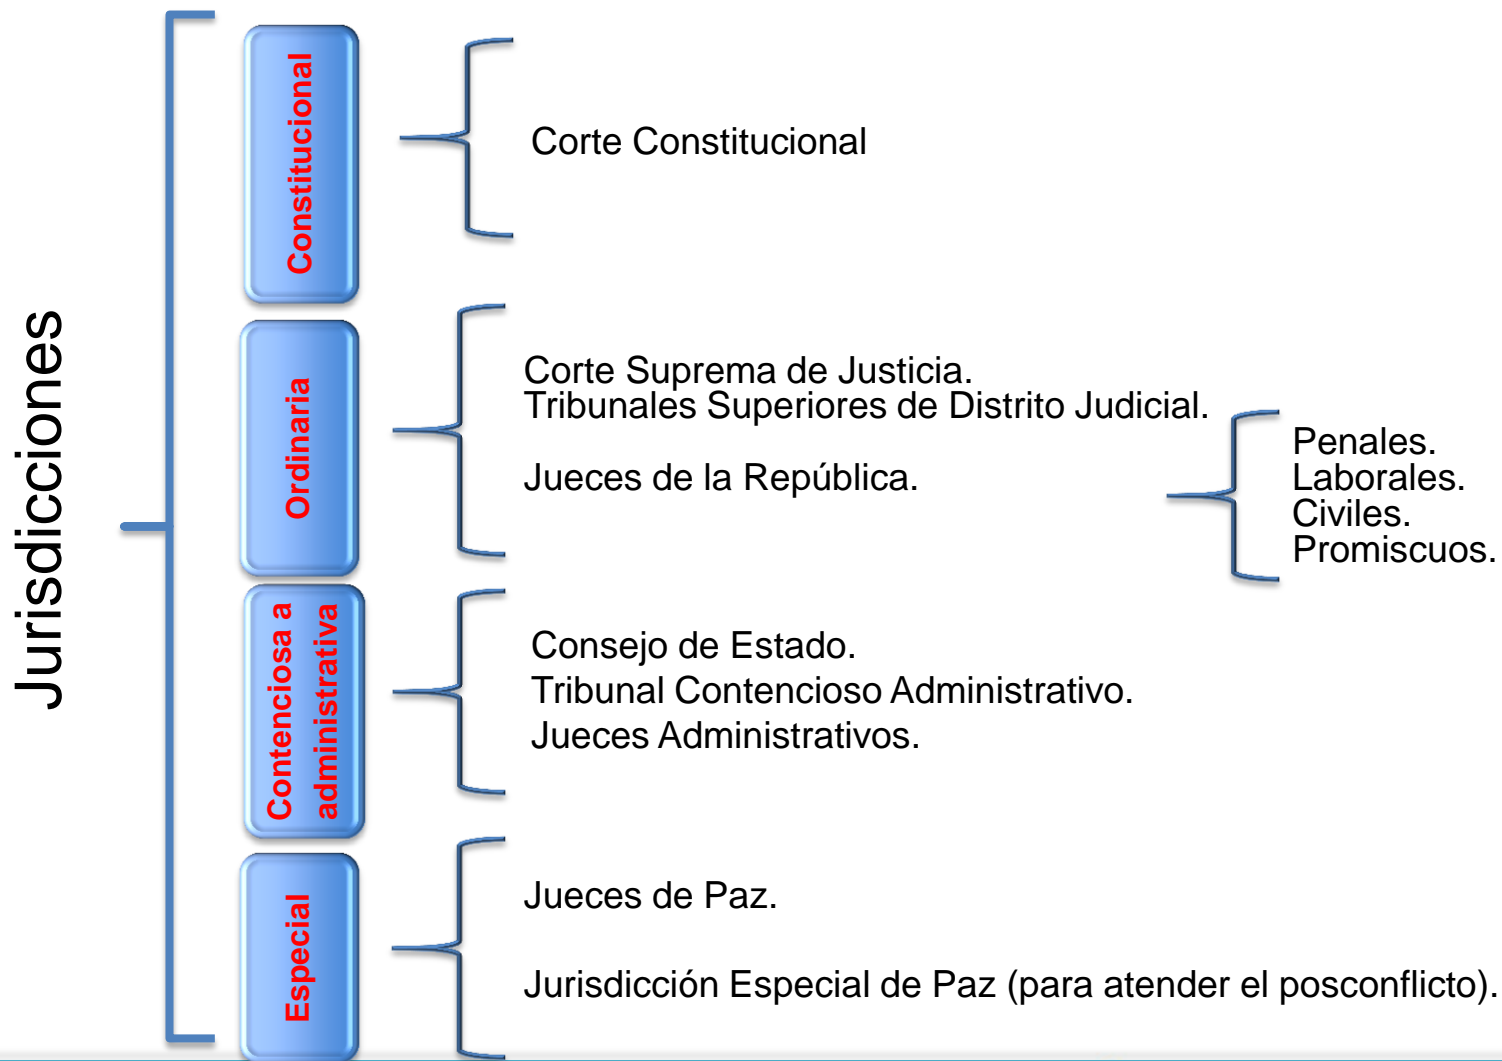 Jurisdicciones
Constitucional
Corte Constitucional
Ordinaria
Corte Suprema de Justicia.
Tribunales Superiores de Distrito Judicial.
Jueces de la República.
Penales.
Laborales.
Civiles.
Promiscuos.
Contenciosa a
administrativa
Consejo de Estado.
Tribunal Contencioso Administrativo.
Jueces Administrativos.
Especial
Jueces de Paz.
Jurisdicción Especial de Paz (para atender el posconflicto).